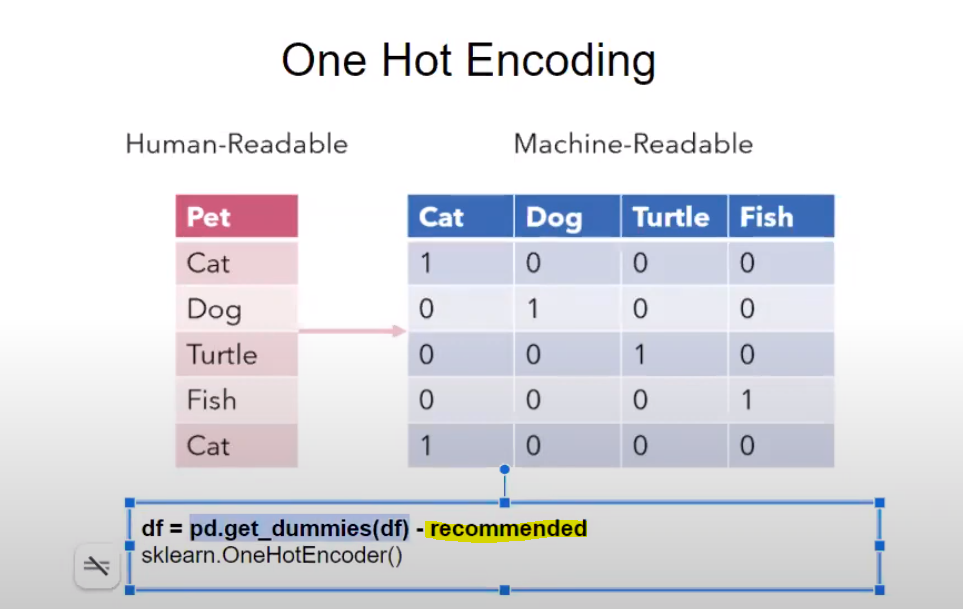 One Hot Encoding
Human-Readable Machine-Readable
Pet Cat Dog Turtle Fish
Cat 1 0 0 0
Dog 0 1 0 0
Turtle 0 0 1 0
Fish 0 0 0 1
Cat 1 0 0 0
df = pd.get_dummies(df) - recommended
sklearn.OneHotEncoder()